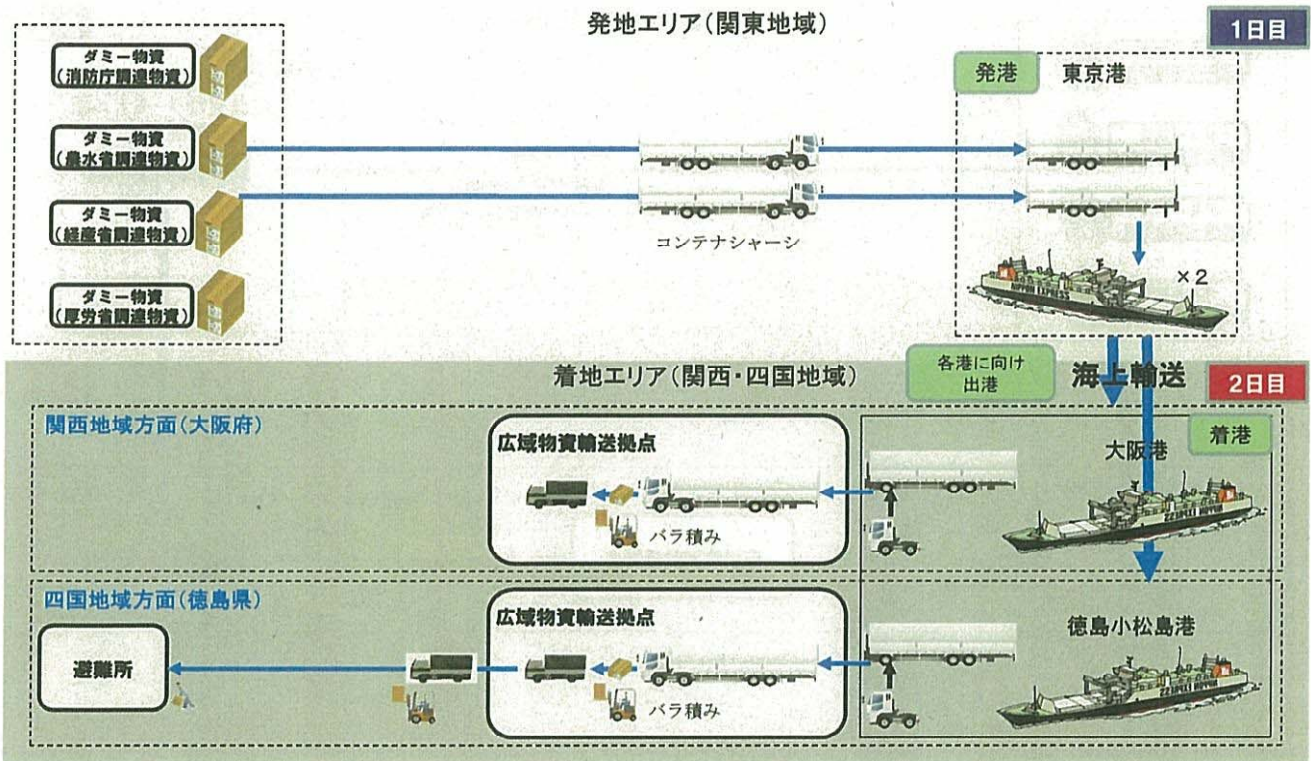 発地エリア(関東地域)
1日目
ダミー物資
(消防庁調達物資)
ダミー物資
(農水省調達物資)
ダミー物資
(経産省調達物資)
ダミー物資
(厚労省調達物資)
コンテナシャーシ
発港
東京港
×2
NIPPON EXPRESS
着地エリア(関西・四国地域)
各港に向け
出港
海上輸送
2日目
関西地域方面(大阪府)
広域物資輸送拠点
バラ積み
着港
大阪港
四国地域方面(徳島県)
避難所
広域物資輸送拠点
バラ積み
徳島小松島港